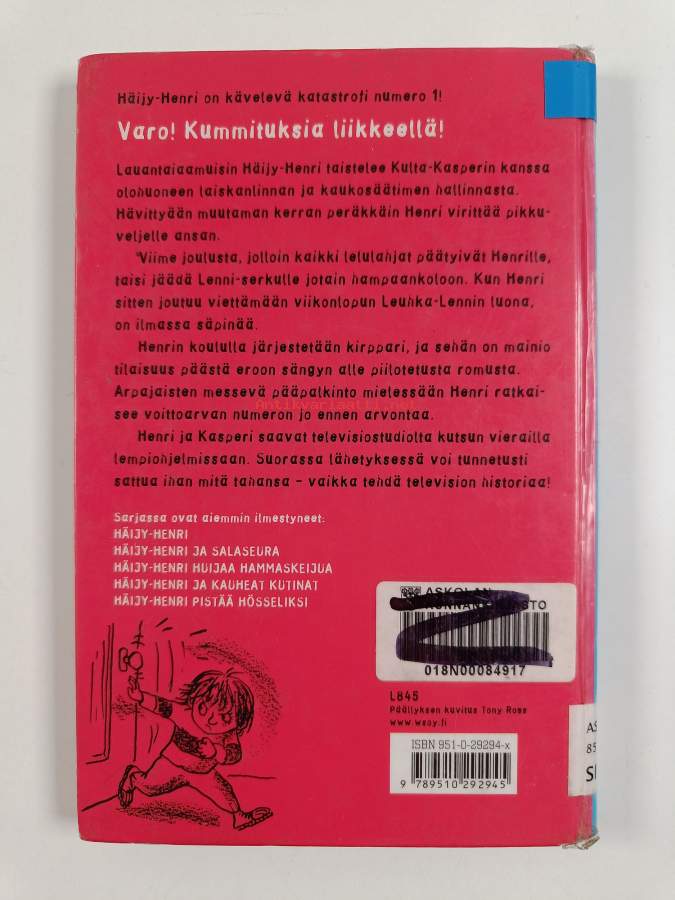 Häijy-Henri on kävelevä katastrofi numero 1!
Varo! Kummituksia liikkeellä!
Lauantaiaamuisin Häijy-Henri taistelee Kulta-Kasperin kanssa
olohuoneen laiskanlinnan ja kaukosäätimen hallinnasta.
Hävittyään muutaman kerran peräkkäin Henri virittää pikku-
veljelle ansan.
Viime joulusta, jolloin kaikki lelulahjat päätyivät Henrille,
taisi jäädä Lenni-serkulle jotain hampaankoloon. Kun Henri
sitten joutuu viettämään viikonlopun Leuhka-Lennin luona,
on ilmassa säpinää.
Henrin koululla järjestetään kirppari, ja sehän on mainio
tilaisuus päästä eroon sängyn alle piilotetusta romusta.
Arpajaisten messevä pääpalkinto mielessään Henri ratkai-
see voittoarvan numeron jo ennen arvontaa.
Henri ja Kasperi saavat televisiostudiolta kutsun vierailla
lempiohjelmissaan. Suorassa lähetyksessä voi tunnetusti
sattua ihan mitä tahansa – vaikka tehdä television historiaa!
Sarjassa ovat aiemmin ilmestyneet:
HÄIJY-HENRI
HÄIJY-HENRI JA SALASEURA
HÄIJY-HENRI HUIJAA HAMMASKEIJUA
HÄIJY-HENRI JA KAUHEAT KUTINAT
HÄIJY-HENRI PISTÄÄ HÖSSELIKSI
ASKOLAN
018N00084917
L845
Päällyksen kuvitus Tony Ross
www.wsoy.fi
ISBN 951-0-29294-x
9 789510 292945
AS
85